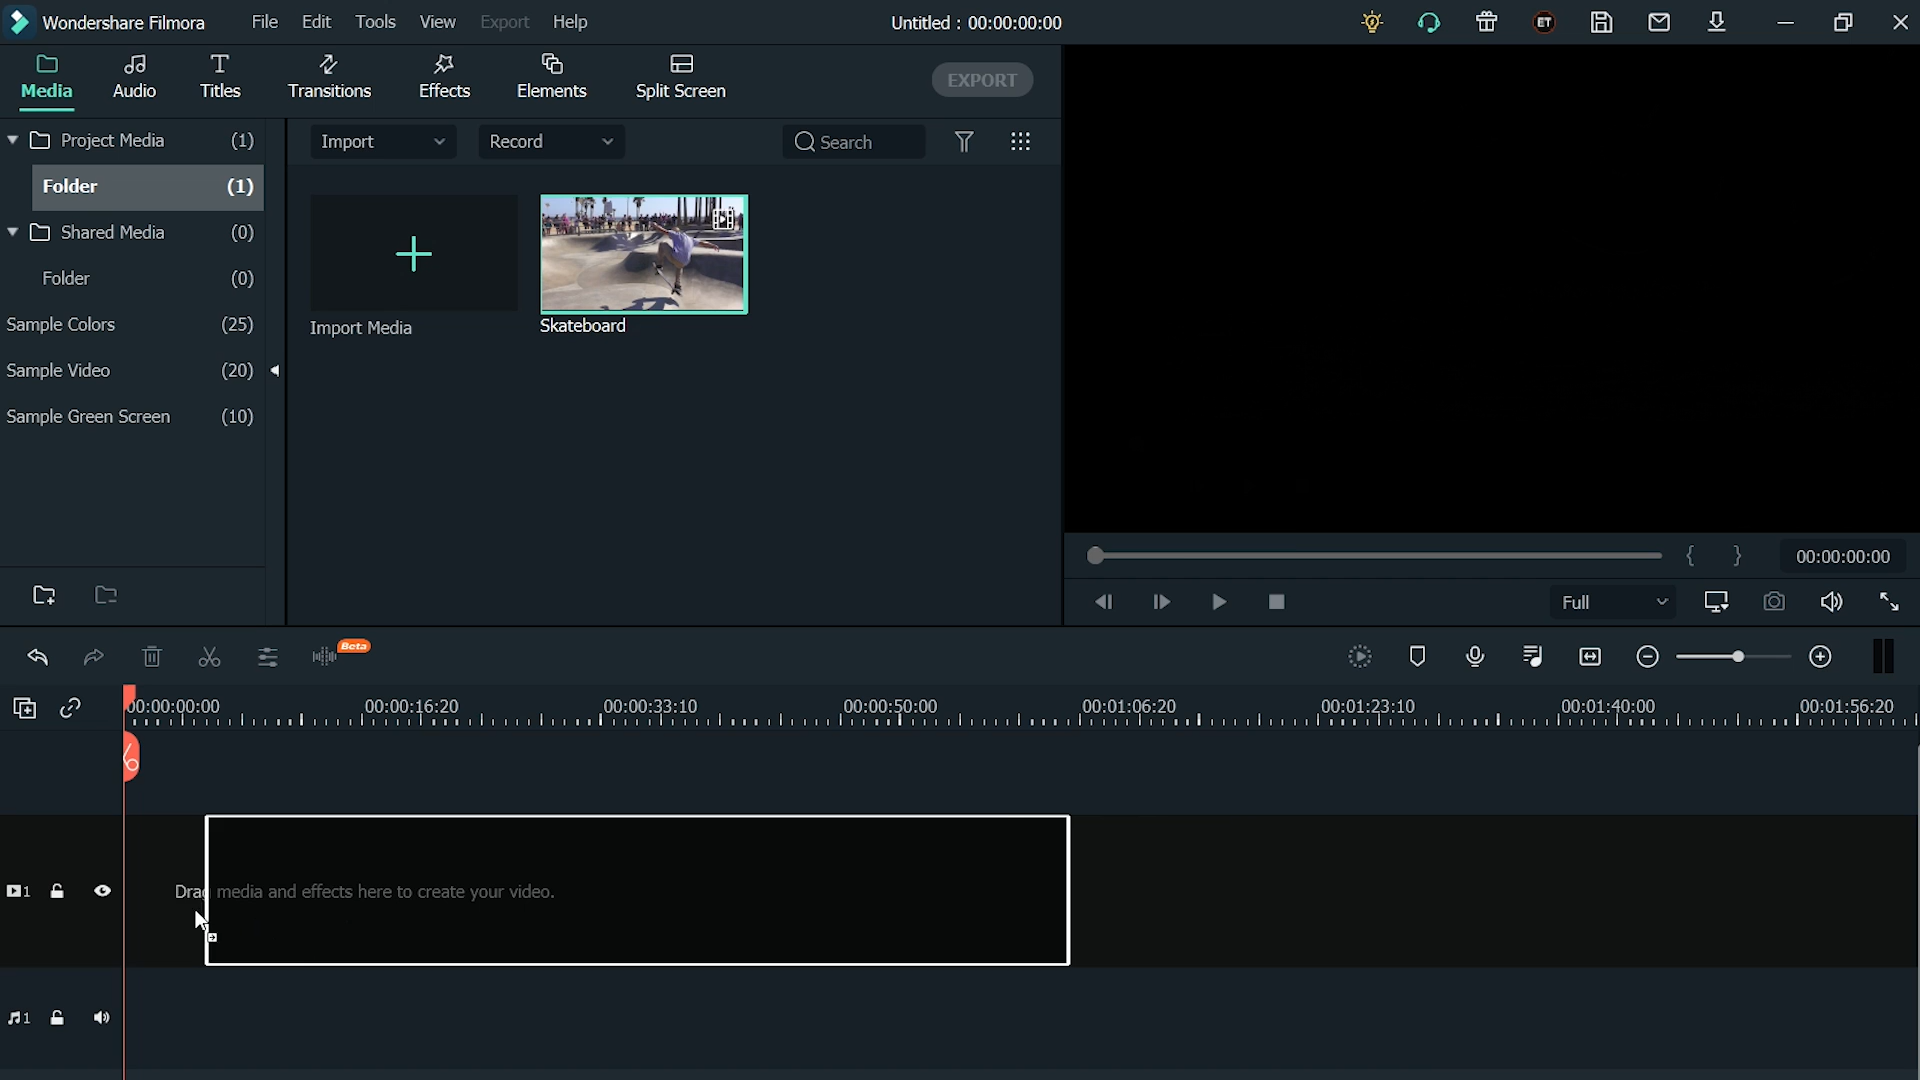 Wondershare Filmora File Edit Tools View Export Help Untitled : 00:00:00:00 ET
Media Audio Titles Transitions Effects Elements Split Screen EXPORT
Project Media (1)
Folder (1)
Shared Media (0)
Folder (0)
Sample Colors (25)
Sample Video (20)
Sample Green Screen (10)
Import Record Search
Import Media Skateboard
{ } 00:00:00:00
Full
Beta
00:00:00:00 00:00:16:20 00:00:33:10 00:00:50:00 00:01:06:20 00:01:23:10 00:01:40:00 00:01:56:20
1 Drag media and effects here to create your video.
1